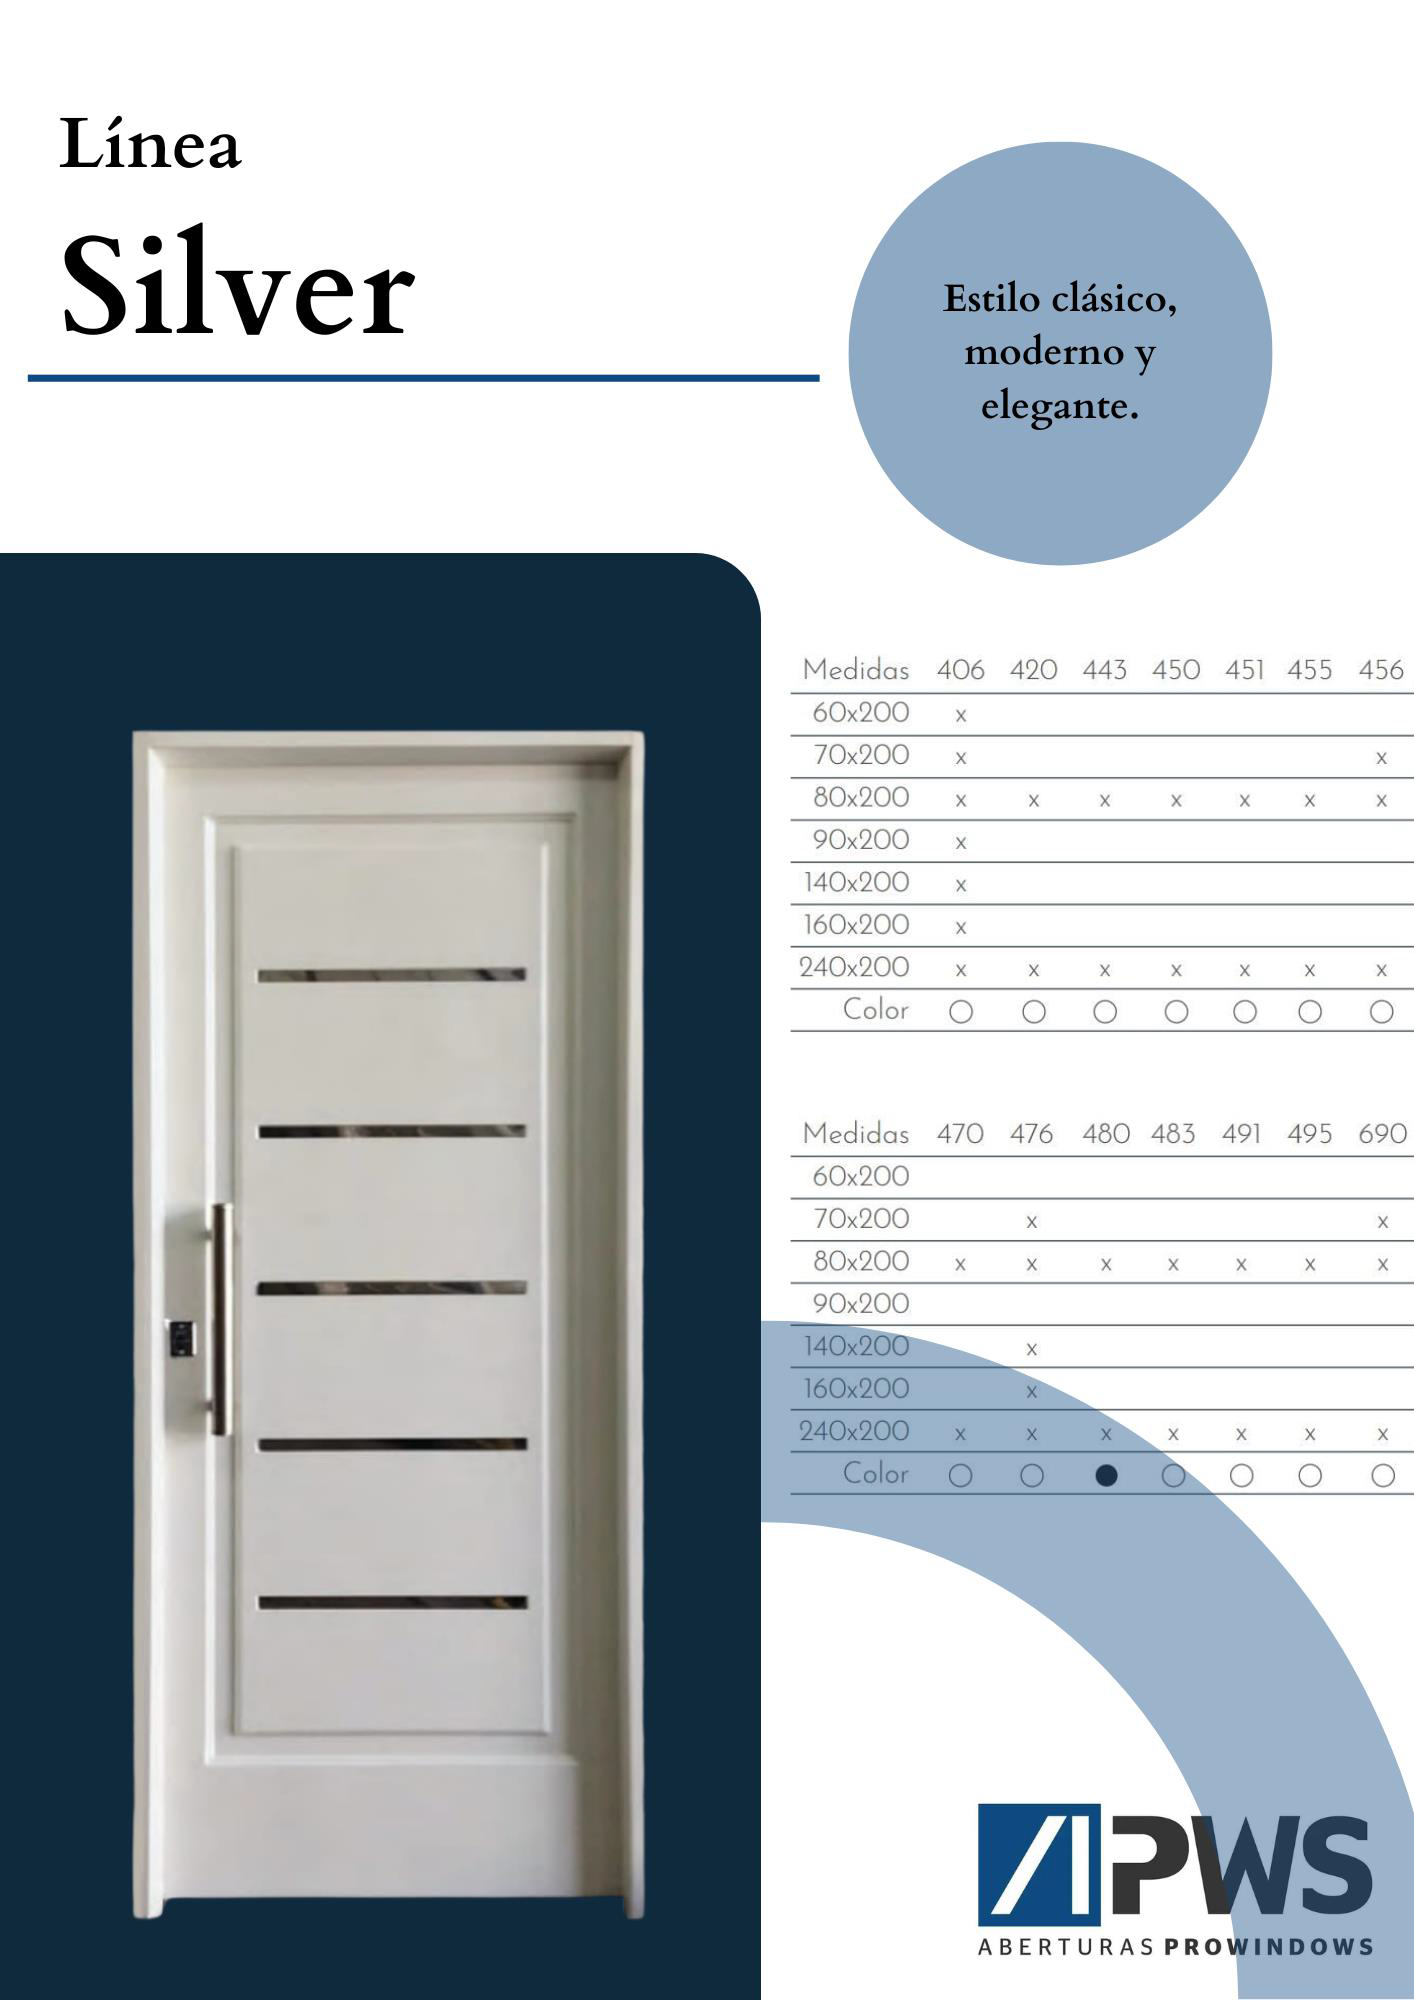 Línea
Silver
Estilo clásico,
moderno y
elegante.
Medidas 406 420 443 450 451 455 456
60x200 x
70x200 x x
80x200 x x x x x x x
90x200 x
140x200 x
160x200 x
240x200 x x x x x x x
Color
Medidas 470 476 480 483 491 495 690
60x200
70x200 x x
80x200 x x x x x x x
90x200
140x200 x
160x200 x
240x200 x x x x x x x
Color
PWS
ABERTURAS PROWINDOWS